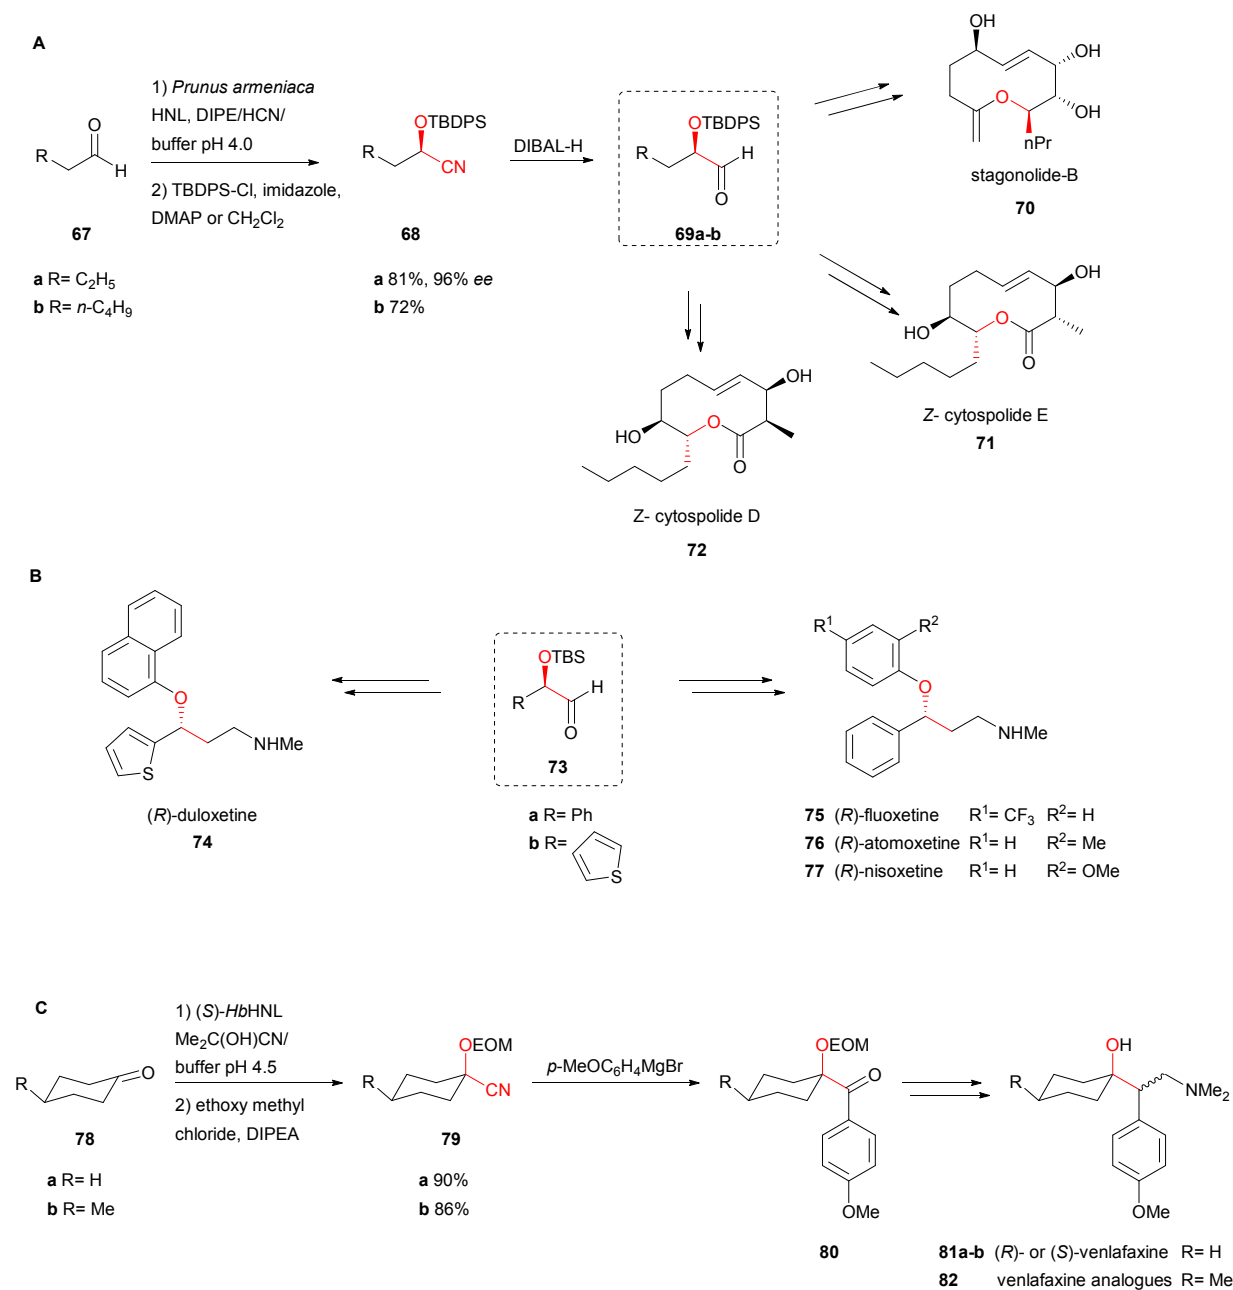 A
1) Prunus armeniaca
HNL, DIPE/HCN/
buffer pH 4.0
2) TBDPS-Cl, imidazole,
DMAP or CH2Cl2
O
R
H
67
a R= C2H5
b R= n-C4H9
OTBDPS
R
CN
68
a 81%, 96% ee
b 72%
DIBAL-H
OTBDPS
R
H
O
69a-b
OH
OH
O
OH
nPr
stagonolide-B
70
OH
O
HO
O
Z- cytospolide E
71
OH
O
HO
O
Z- cytospolide D
72
B
O
NHMe
S
(R)-duloxetine
74
OTBS
H
R
O
73
a R= Ph
b R=
S
R1
R2
O
NHMe
75 (R)-fluoxetine R1= CF3 R2= H
76 (R)-atomoxetine R1= H R2= Me
77 (R)-nisoxetine R1= H R2= OMe
C
1) (S)-HbHNL
Me2C(OH)CN/
buffer pH 4.5
2) ethoxy methyl
chloride, DIPEA
R
O
78
a R= H
b R= Me
OEOM
R
CN
79
a 90%
b 86%
p-MeOC6H4MgBr
OEOM
R
O
OMe
80
OH
R
NMe2
OMe
81a-b (R)- or (S)-venlafaxine R= H
82 venlafaxine analogues R= Me